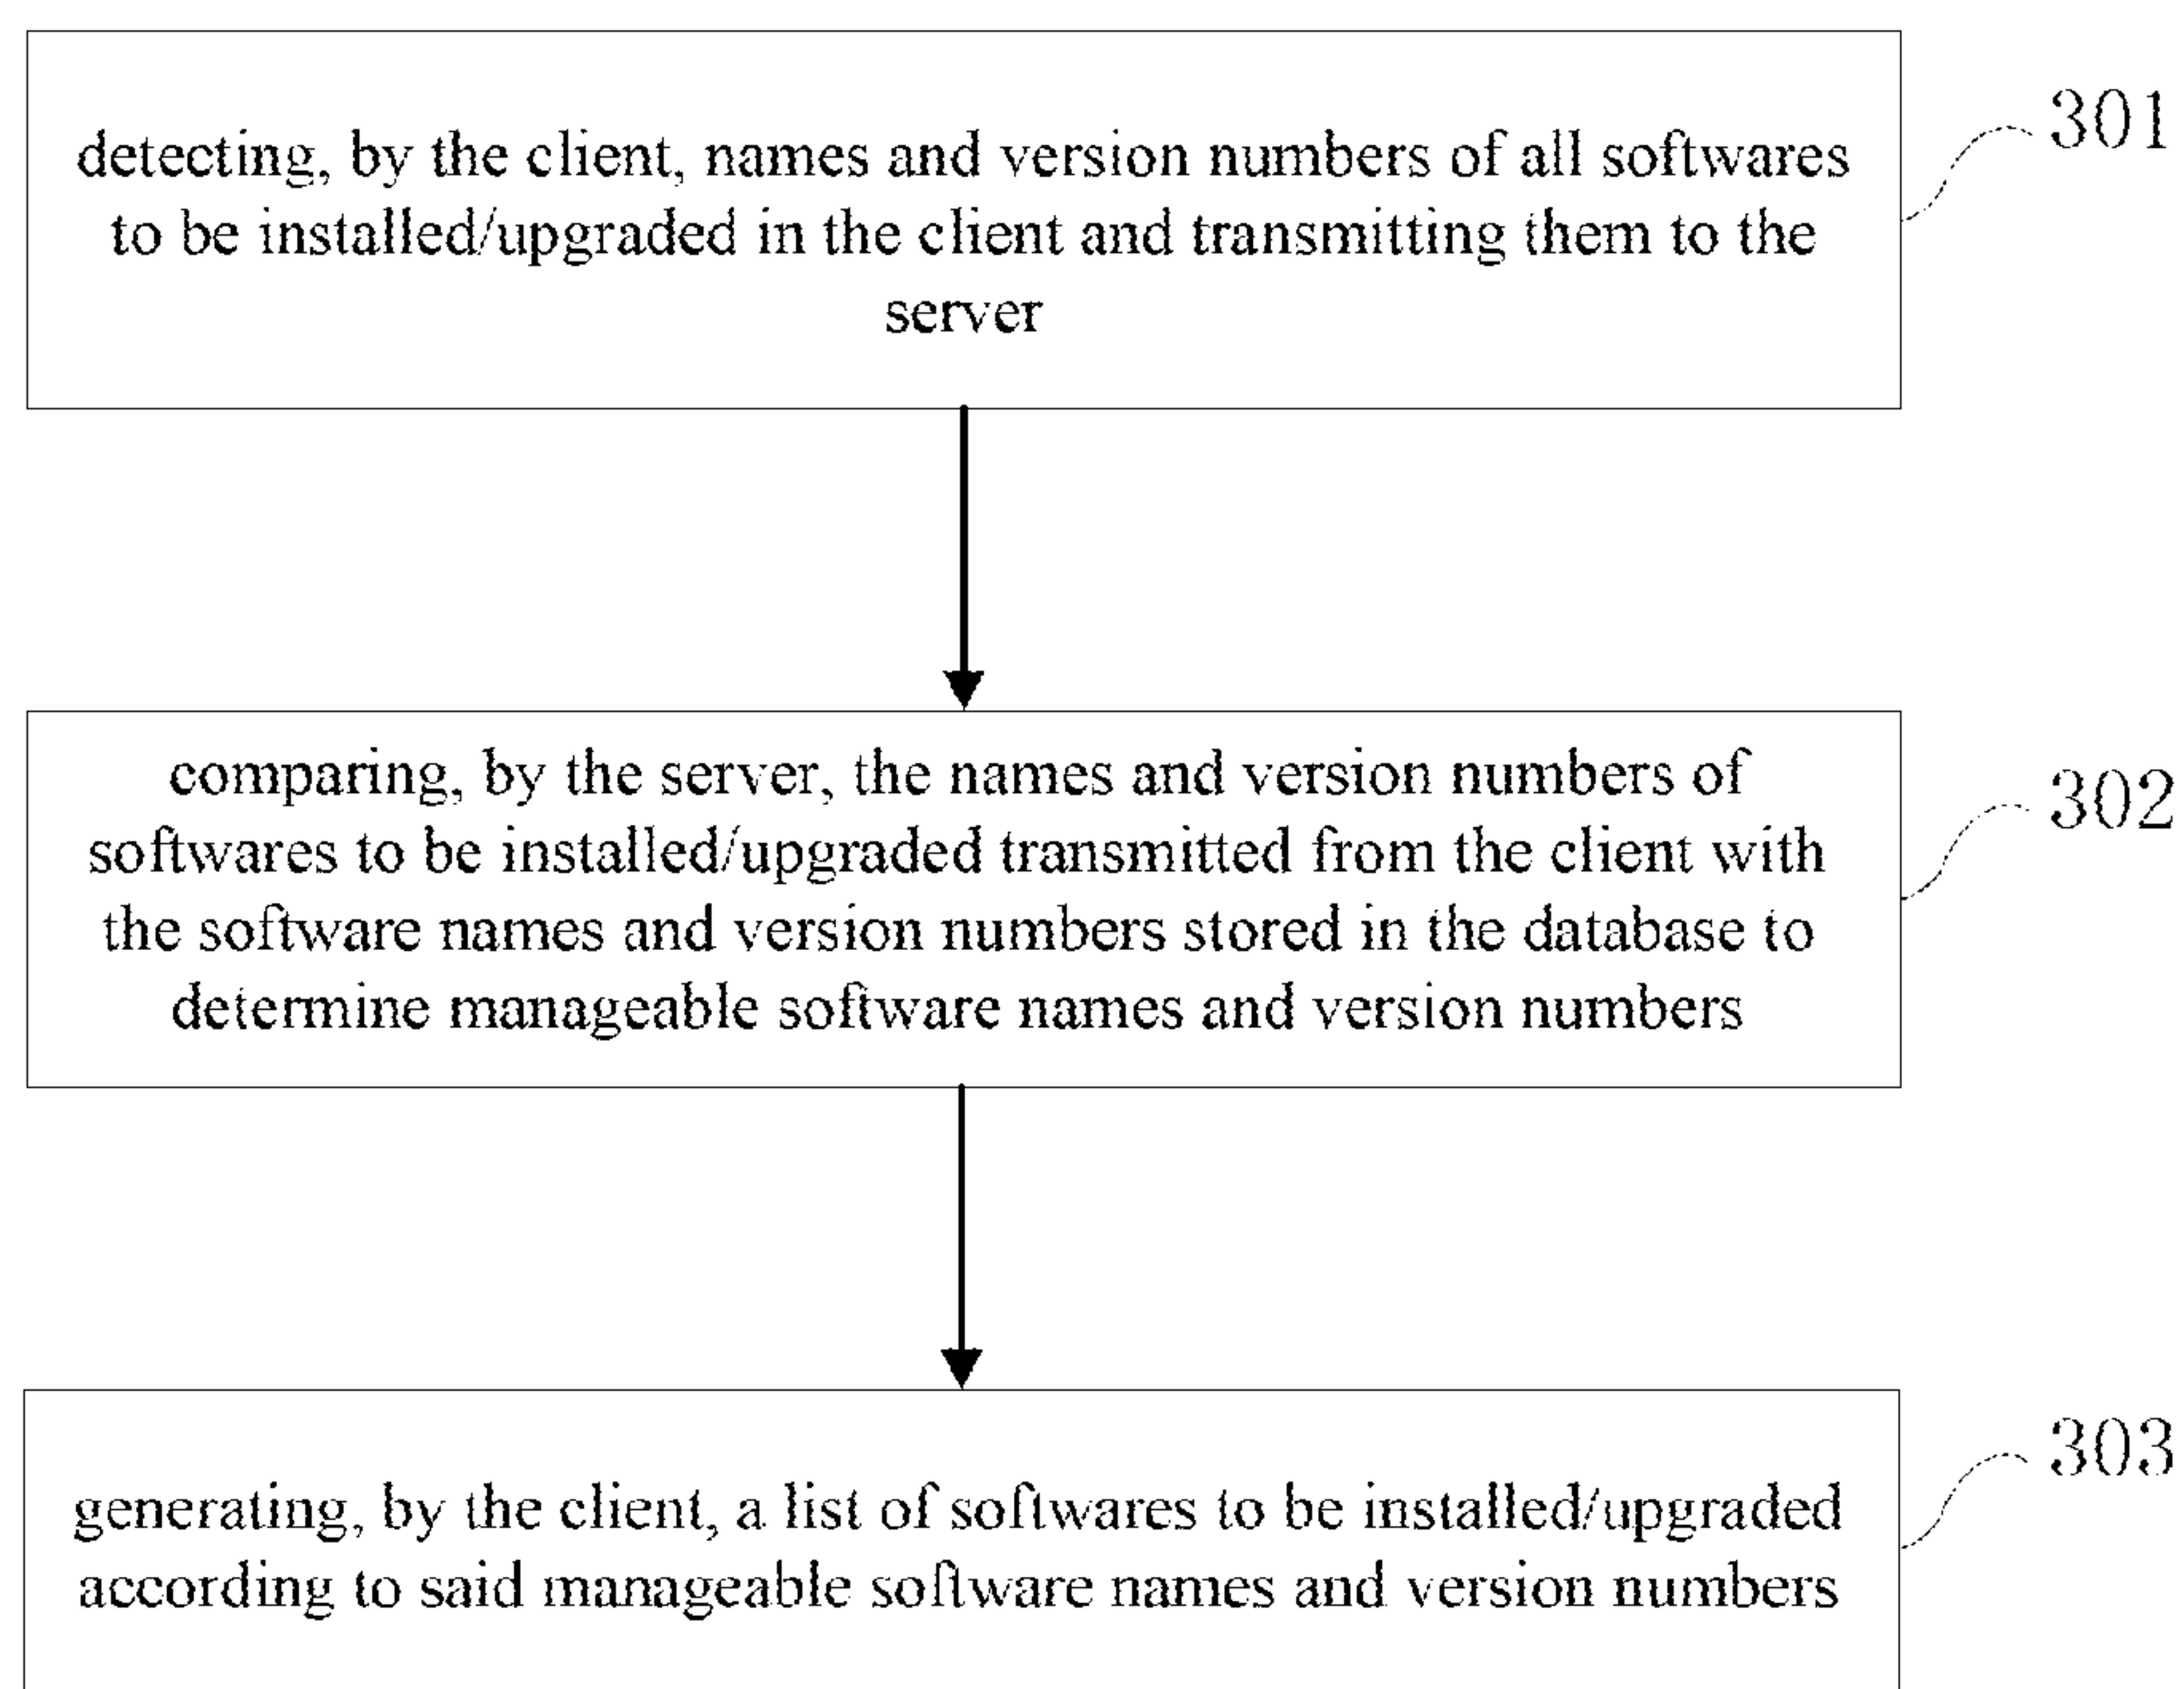 detecting, by the client, names and version numbers of all softwares
to be installed/upgraded in the client and transmitting them to the
server
301
comparing, by the server, the names and version numbers of
softwares to be installed/upgraded transmitted from the client with
the software names and version numbers stored in the database to
determine manageable software names and version numbers
302
generating, by the client, a list of softwares to be installed/upgraded
according to said manageable software names and version numbers
303